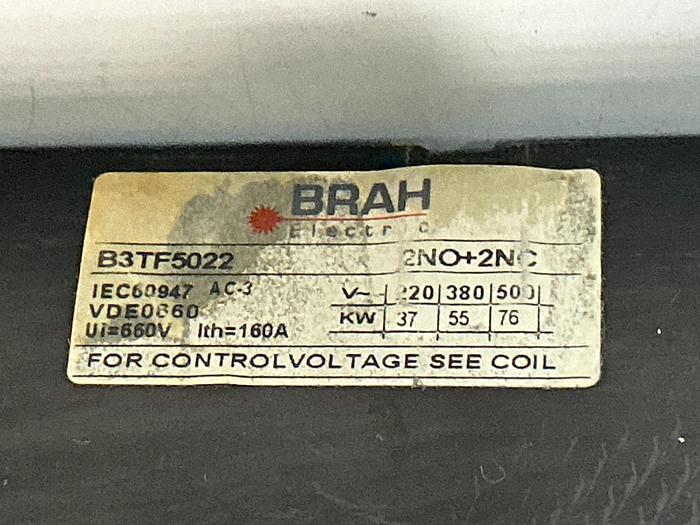 BRAH
Electric
B3TF5022 2NO+2NC
IEC60947 AC-3
VDE0660
Ui=660V Ith=160A
V~ 220 380 500
KW 37 55 76
FOR CONTROLVOLTAGE SEE COIL